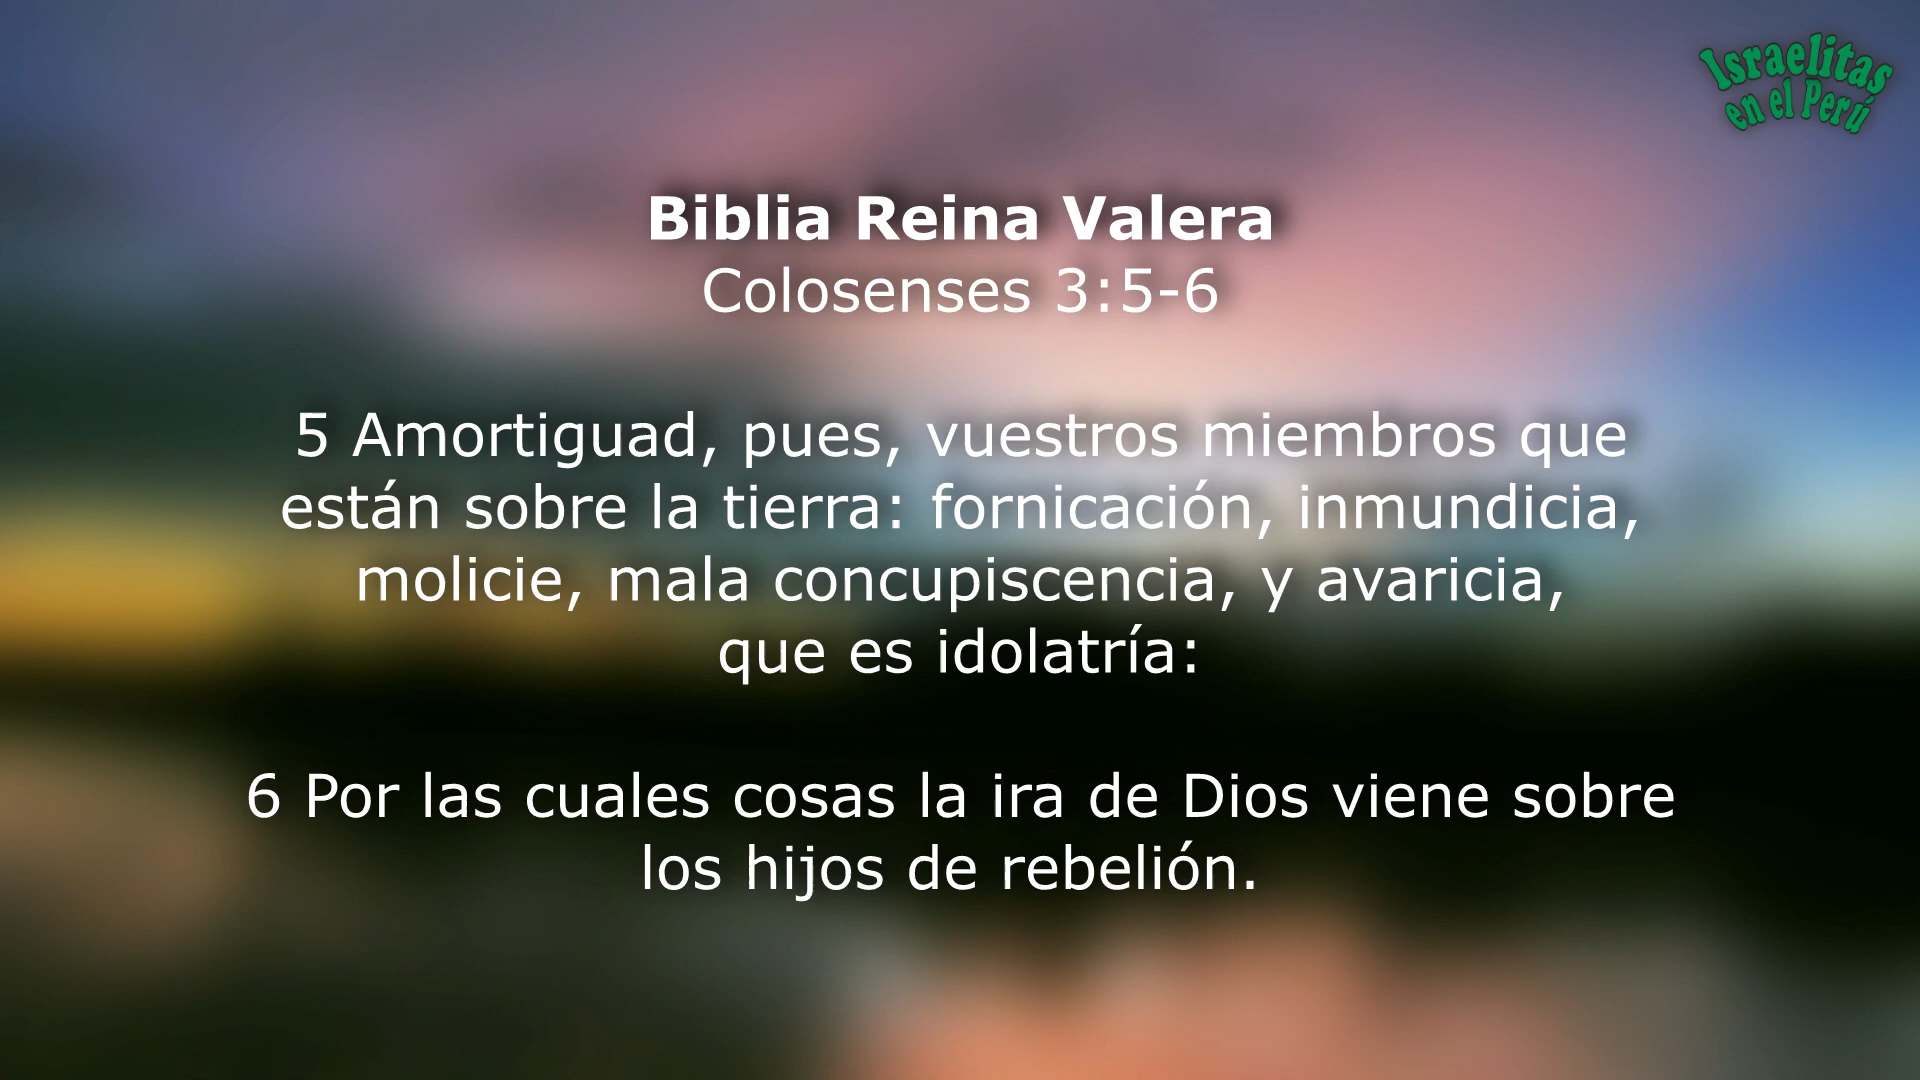 Israelitas
en el Perú
Biblia Reina Valera
Colosenses 3:5-6
5 Amortiguad, pues, vuestros miembros que
están sobre la tierra: fornicación, inmundicia,
molicie, mala concupiscencia, y avaricia,
que es idolatría:
6 Por las cuales cosas la ira de Dios viene sobre
los hijos de rebelión.